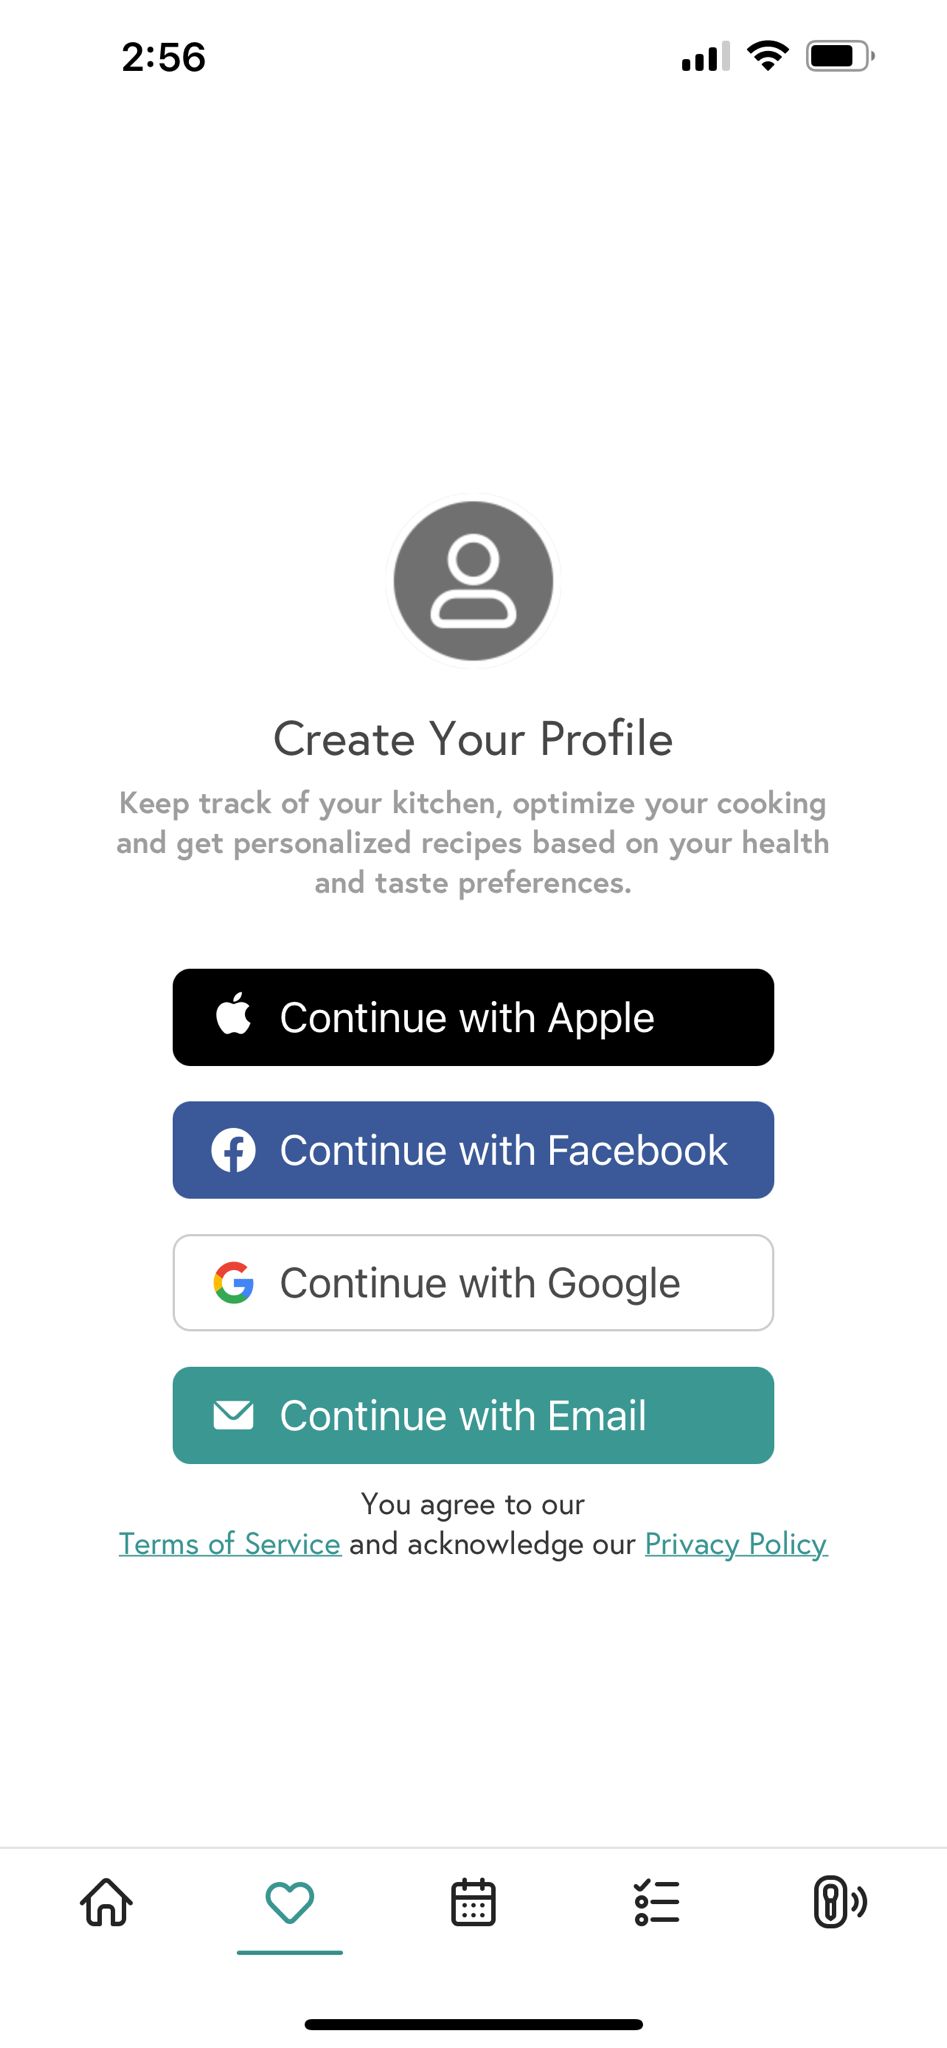 2:56
Create Your Profile
Keep track of your kitchen, optimize your cooking
and get personalized recipes based on your health
and taste preferences.
Continue with Apple
Continue with Facebook
Continue with Google
Continue with Email
You agree to our
Terms of Service and acknowledge our Privacy Policy